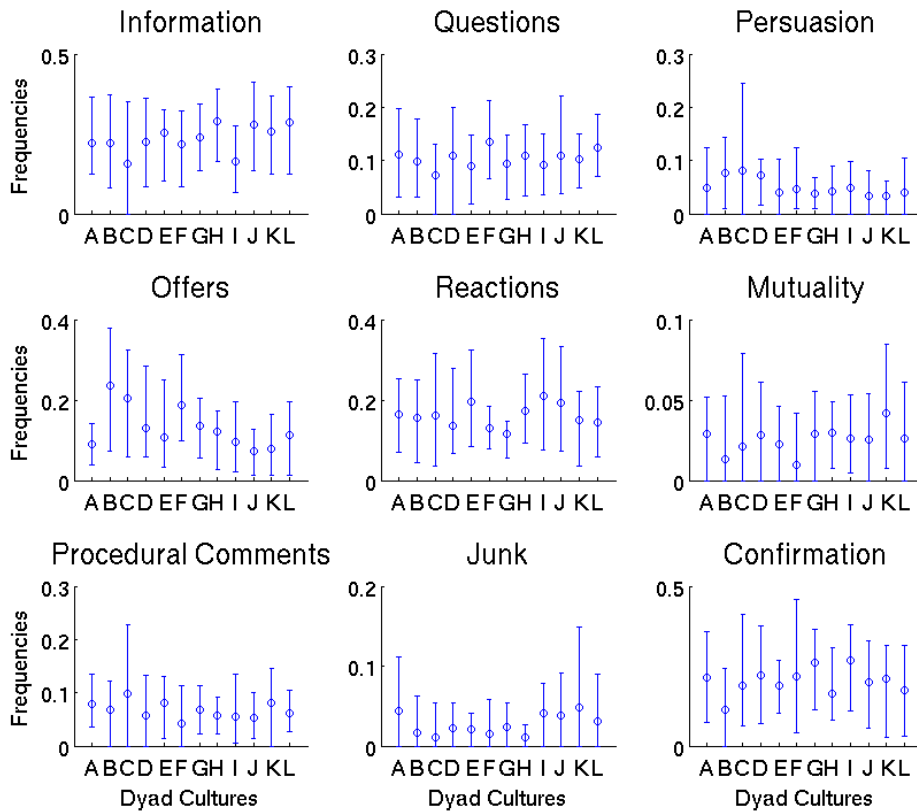 Information Questions Persuasion
0.5 0.3 0.3
0.2 0.2
0.1 0.1
0 0 0
Frequencies
A B C D E F G H I J K L A B C D E F G H I J K L A B C D E F G H I J K L
Offers Reactions Mutuality
0.4 0.4 0.1
0.2 0.2 0.05
0 0 0
Frequencies
A B C D E F G H I J K L A B C D E F G H I J K L A B C D E F G H I J K L
Procedural Comments Junk Confirmation
0.3 0.2 0.5
0.2
0.1 0.1
0 0 0
Frequencies
A B C D E F G H I J K L A B C D E F G H I J K L A B C D E F G H I J K L
Dyad Cultures Dyad Cultures Dyad Cultures